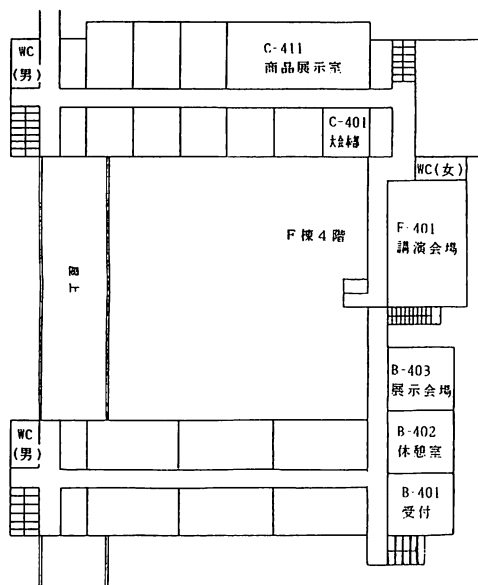 WC
(男)
C-411
商品展示室
C-401
大会本部
WC(女)
F-401
講演会場
F棟4階
B-403
展示会場
WC
(男)
B-402
休憩室
B-401
受付